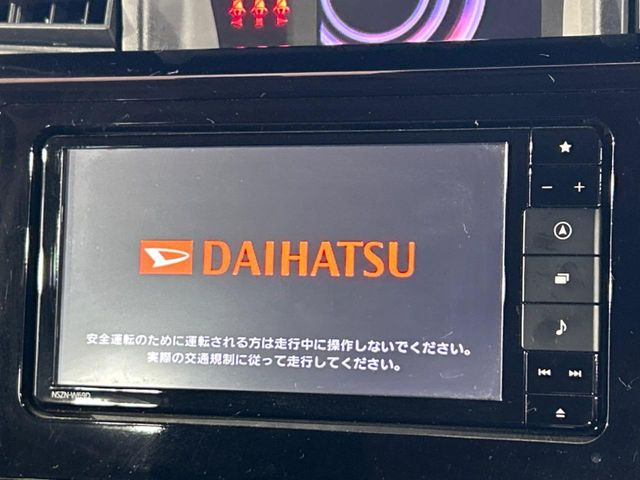 DAIHATSU
安全運転のために運転される方は走行中に操作しないでください。
実際の交通規制に従って走行してください。
NSZN-W69D